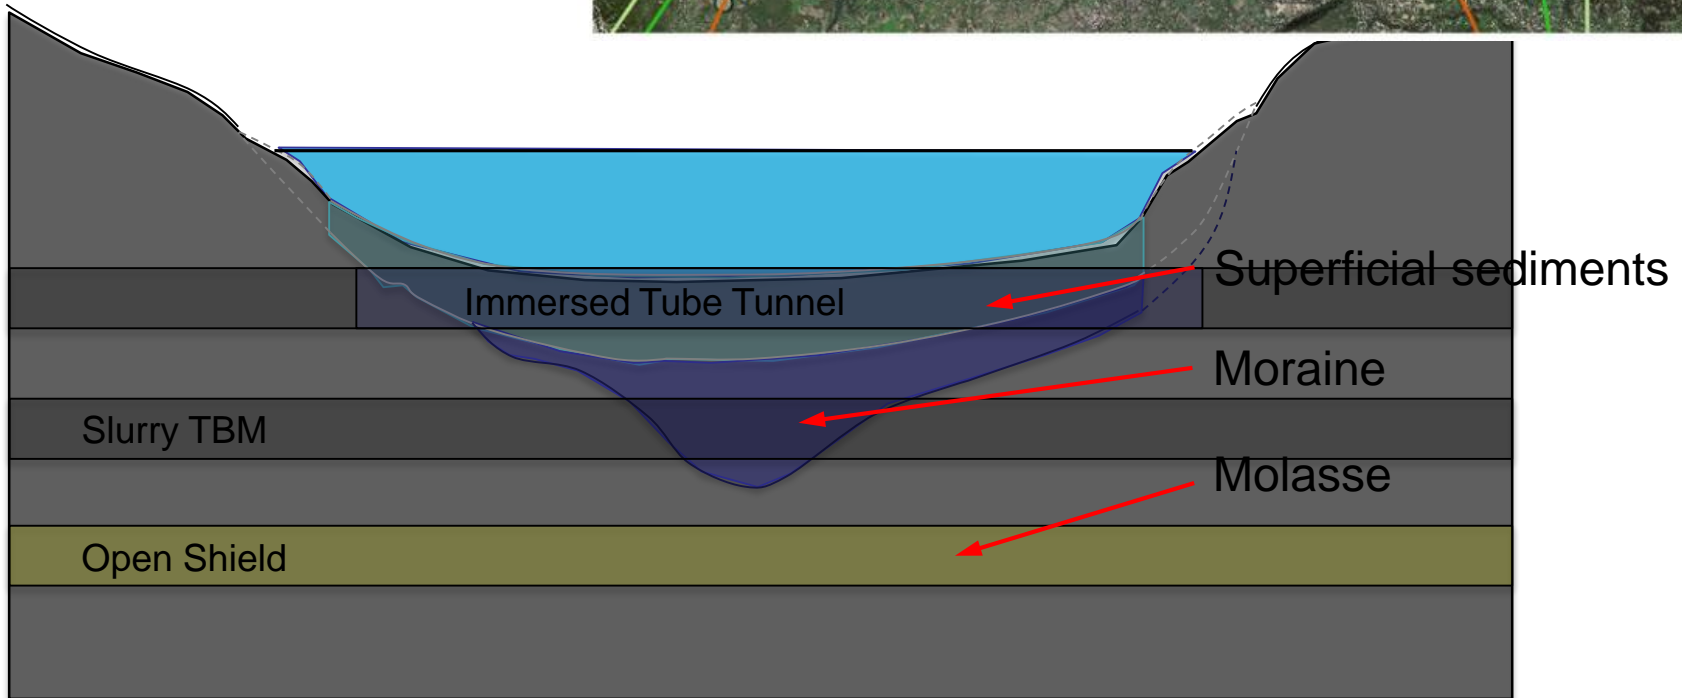 Superficial sediments
Immersed Tube Tunnel
Moraine
Slurry TBM
Molasse
Open Shield